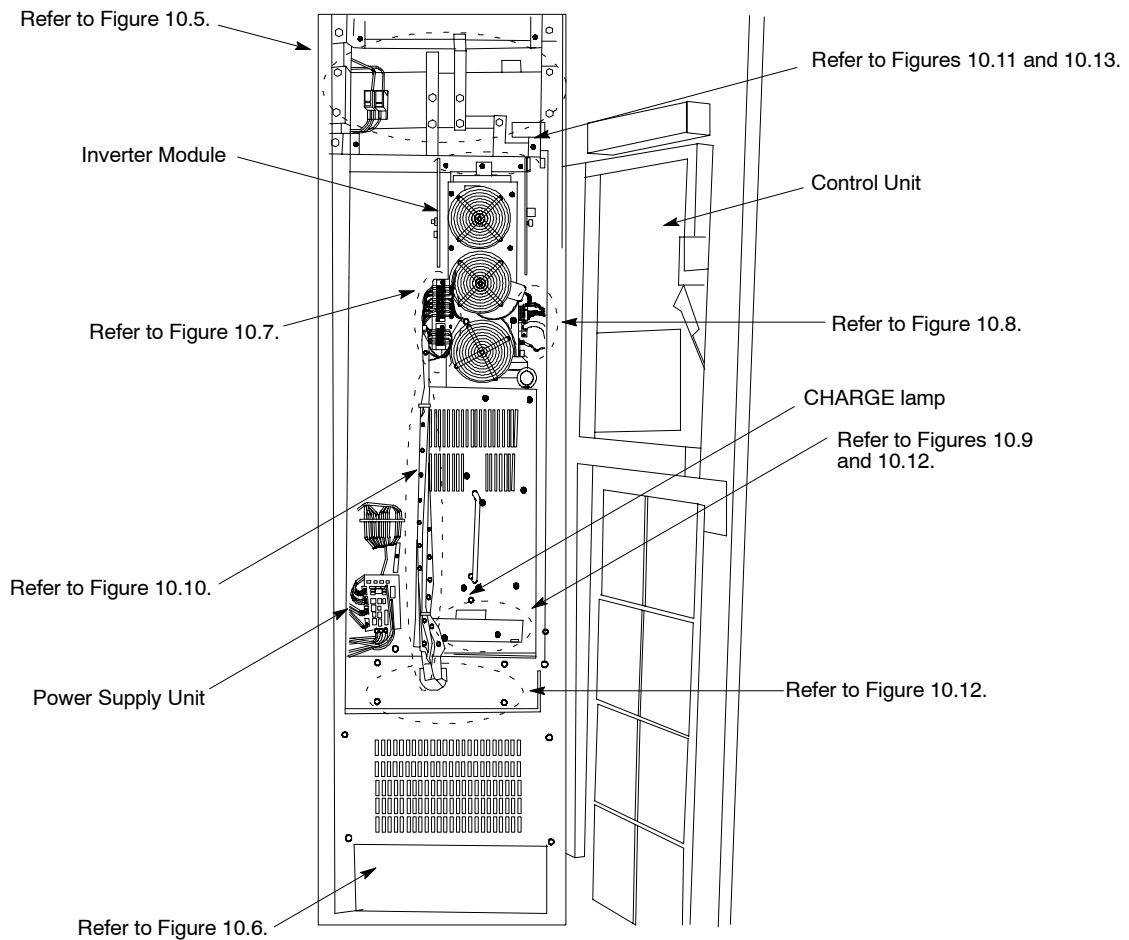 Refer to Figure 10.5.
Refer to Figures 10.11 and 10.13.
Inverter Module
Control Unit
Refer to Figure 10.7.
Refer to Figure 10.8.
CHARGE lamp
Refer to Figures 10.9
and 10.12.
Refer to Figure 10.10.
Power Supply Unit
Refer to Figure 10.12.
Refer to Figure 10.6.